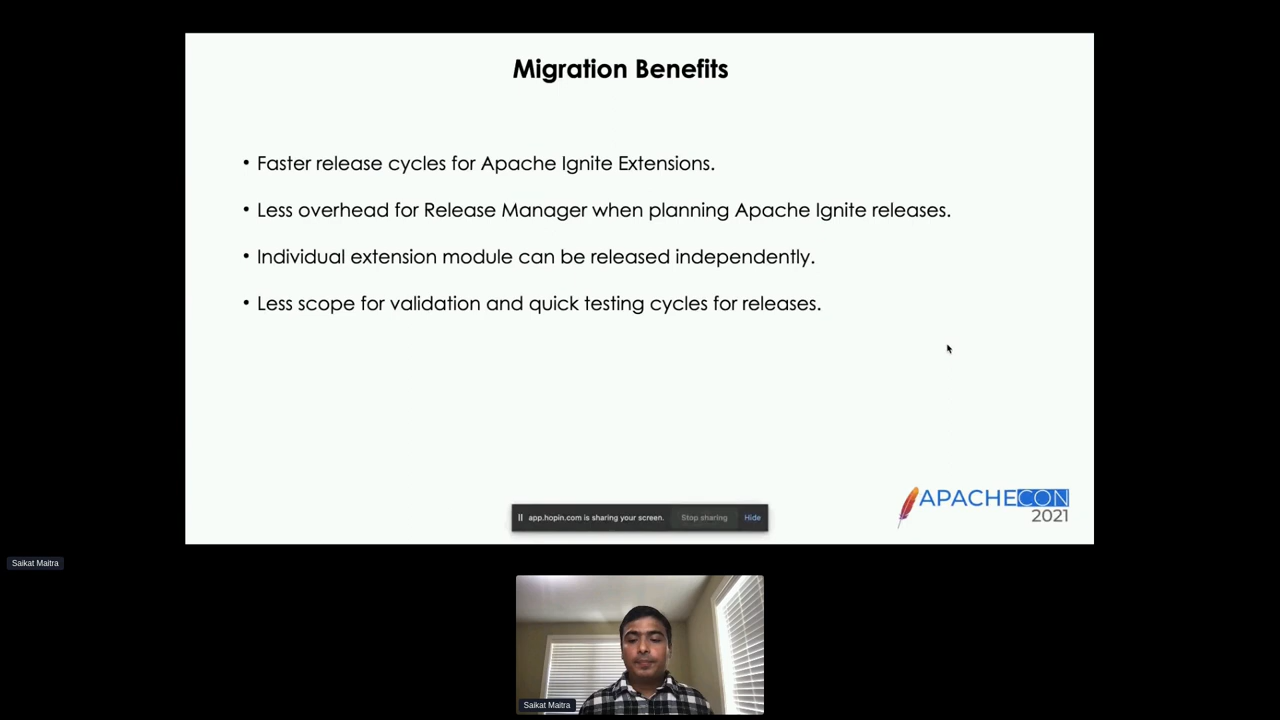 Migration Benefits
• Faster release cycles for Apache Ignite Extensions.
• Less overhead for Release Manager when planning Apache Ignite releases.
• Individual extension module can be released independently.
• Less scope for validation and quick testing cycles for releases.
APACHECON
2021
app.hopin.com is sharing your screen. Stop sharing Hide
Saikat Maitra
Saikat Maitra